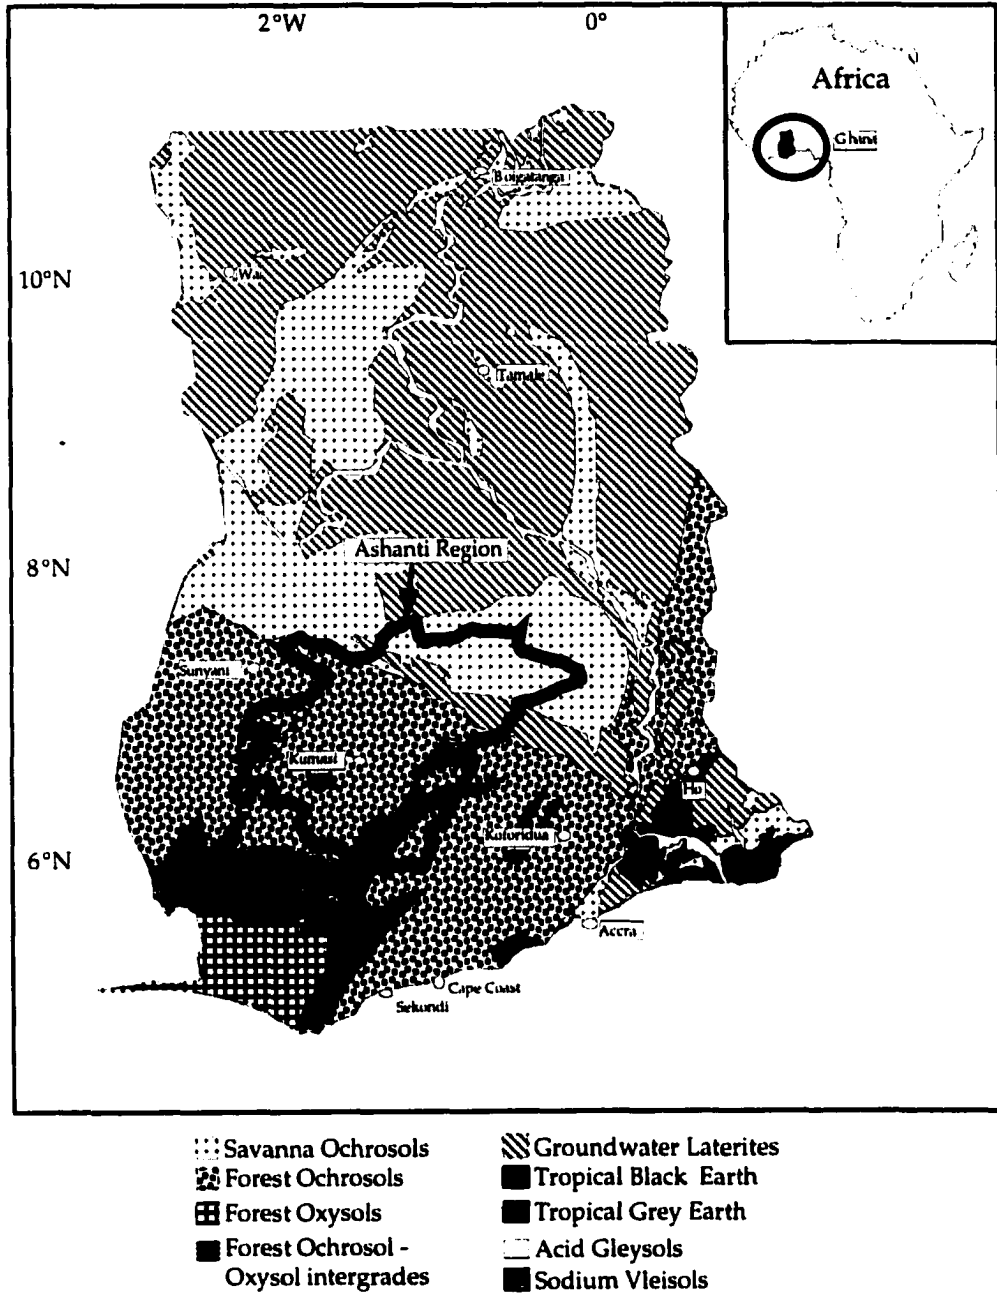 2°W 0°
Africa
Ghana
Bolgatanga
Wa
10°N
Tamale
8°N
Ashanti Region
Sunyani
Kumasi
Ho
Koforidua
6°N
Accra
Cape Coast
Sekondi
Savanna Ochrosols
Forest Ochrosols
Forest Oxysols
Forest Ochrosol -
Oxysol intergrades
Groundwater Laterites
Tropical Black Earth
Tropical Grey Earth
Acid Gleysols
Sodium Vleisols